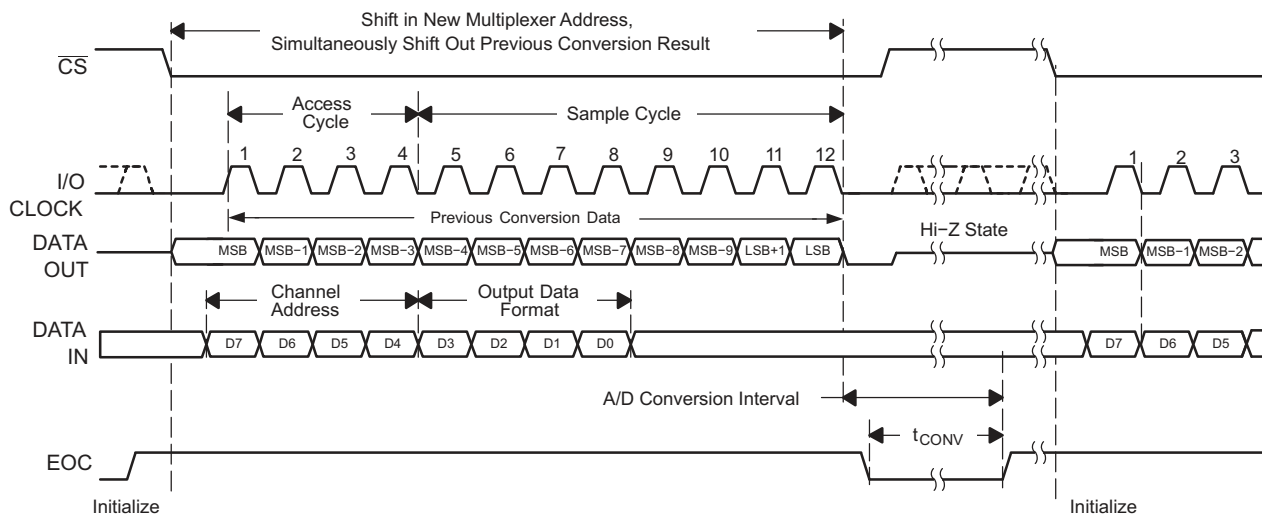 Shift in New Multiplexer Address,
Simultaneously Shift Out Previous Conversion Result
CS
Access
Cycle
Sample Cycle
1 2 3 4 5 6 7 8 9 10 11 12 1 2 3
I/O
CLOCK
Previous Conversion Data
Hi−Z State
DATA
OUT
MSB MSB−1 MSB−2 MSB−3 MSB−4 MSB−5 MSB−6 MSB−7 MSB−8 MSB−9 LSB+1 LSB MSB MSB−1 MSB−2
Channel
Address
Output Data
Format
DATA
IN
D7 D6 D5 D4 D3 D2 D1 D0 D7 D6 D5
A/D Conversion Interval
tCONV
EOC
Initialize Initialize